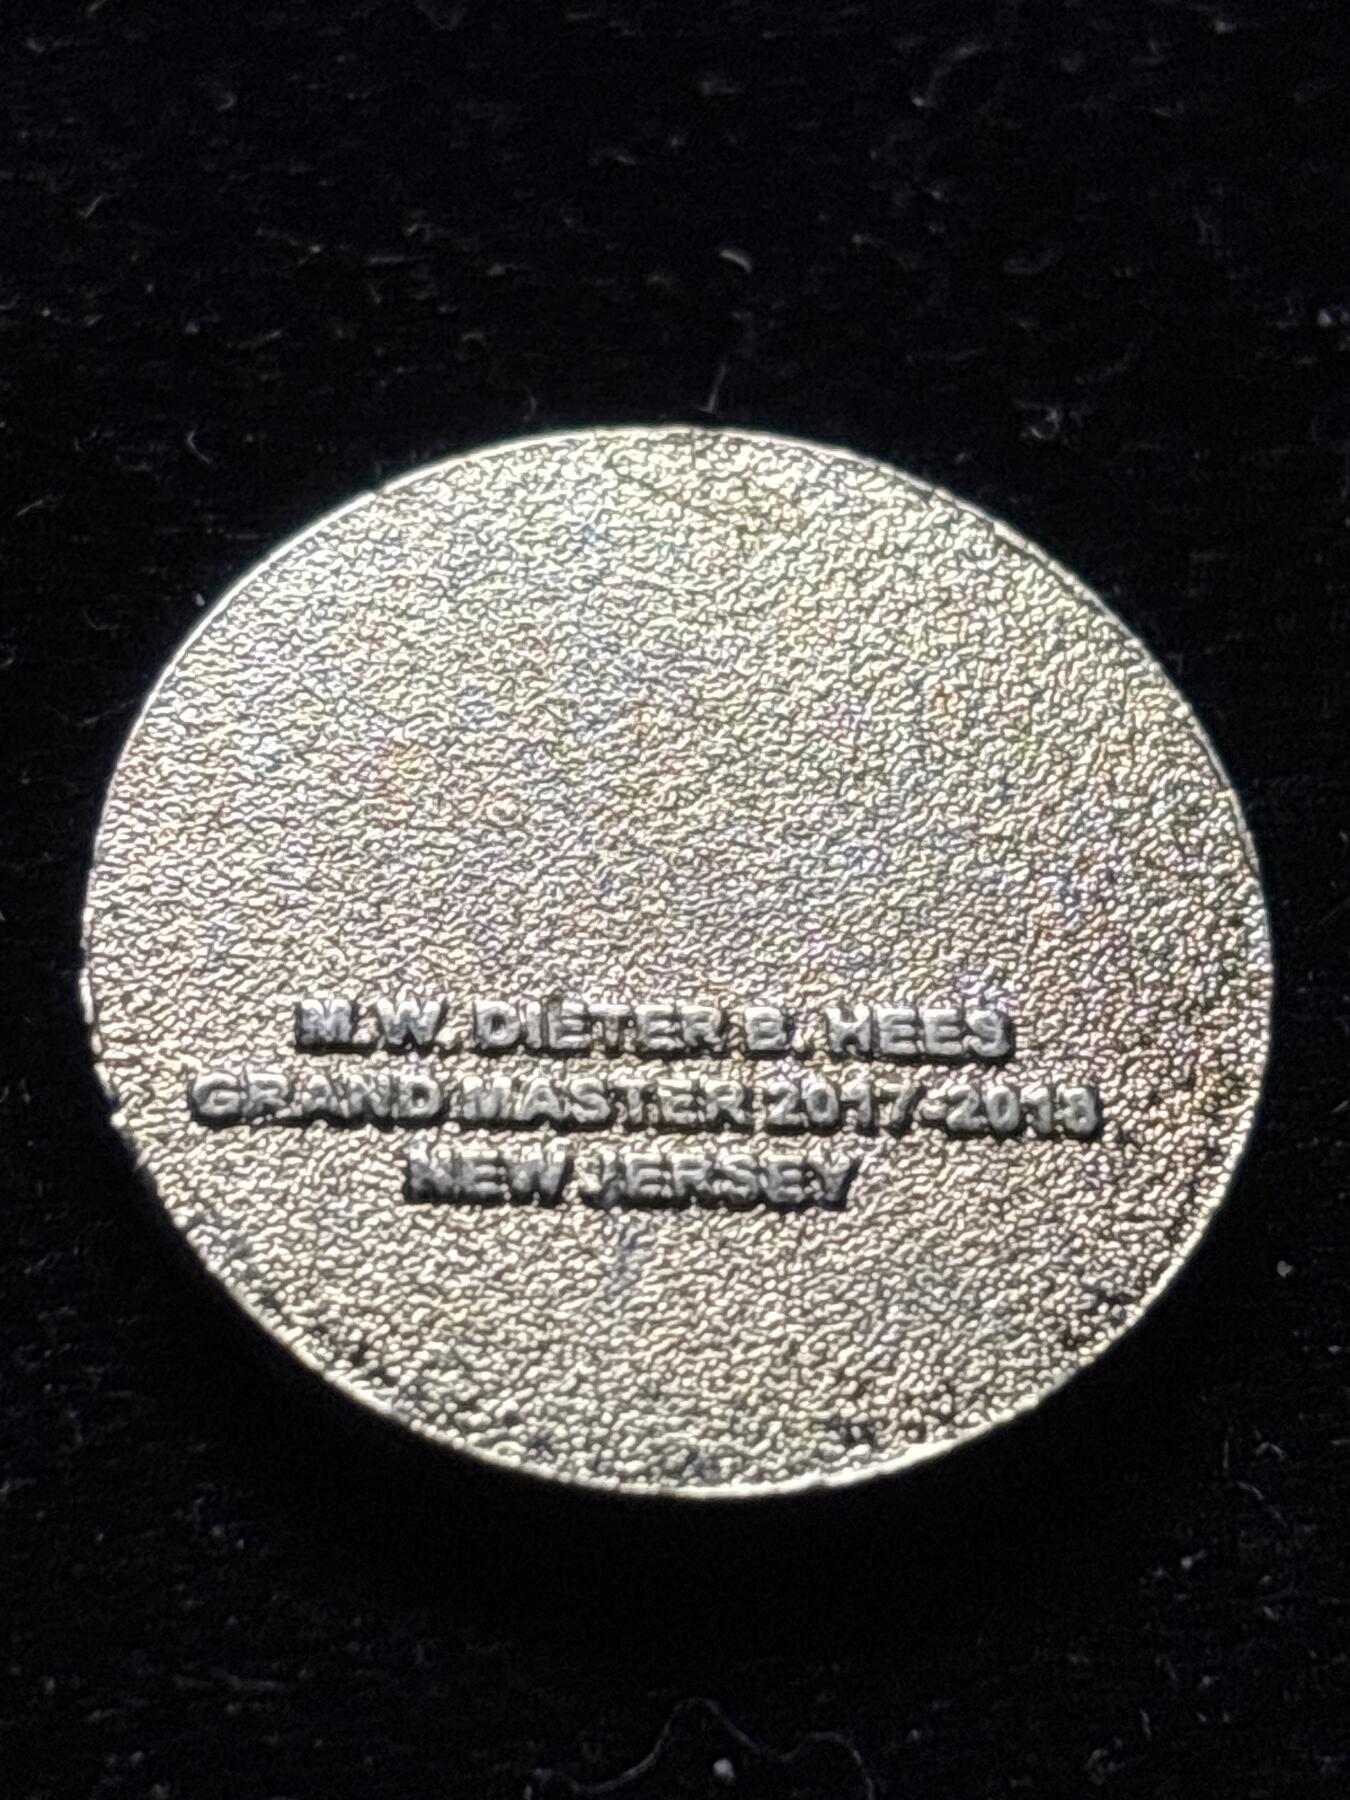 M.W. DIETER B. HEES
GRAND MASTER 2017-2018
NEW JERSEY